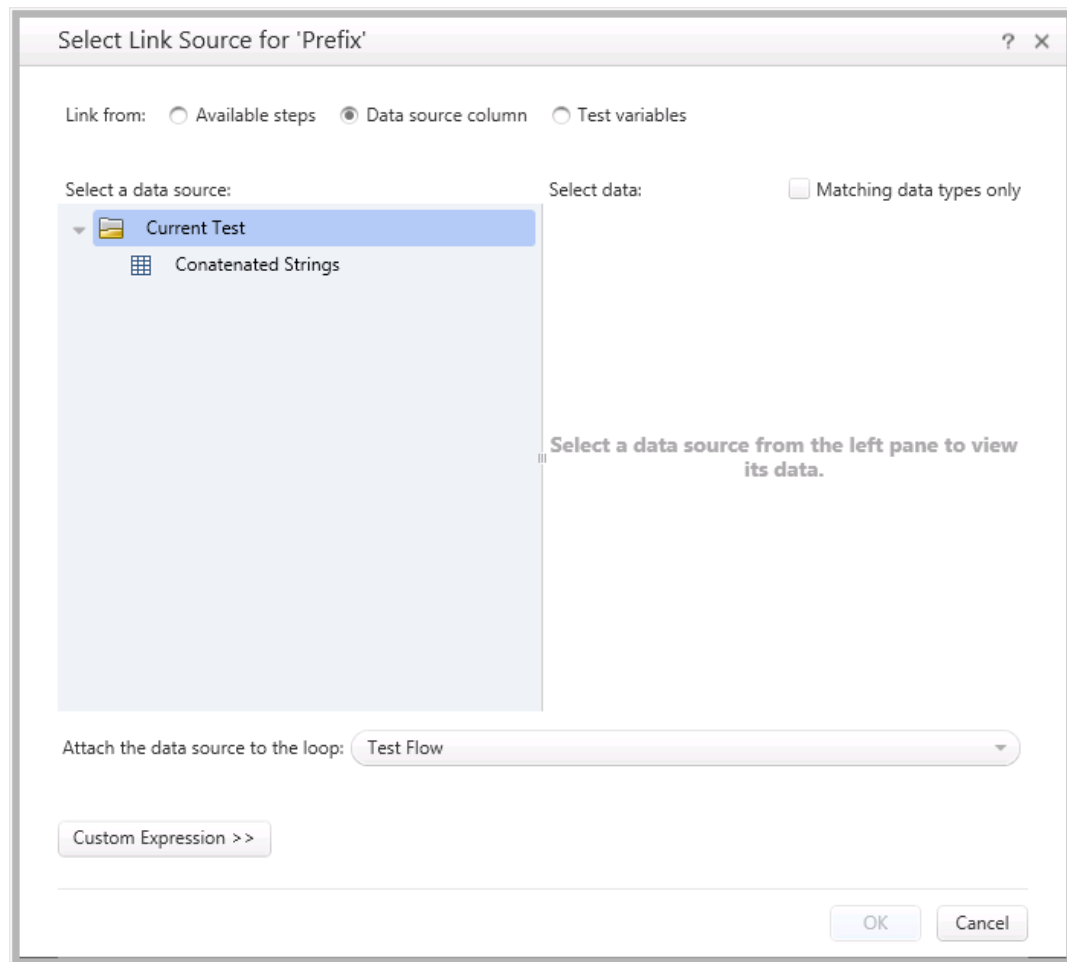 Select Link Source for 'Prefix'
? ×
Link from: Available steps Data source column Test variables
Select a data source: Select data: Matching data types only
Current Test
Conatenated Strings
Select a data source from the left pane to view
its data.
Attach the data source to the loop: Test Flow
Custom Expression >>
OK Cancel